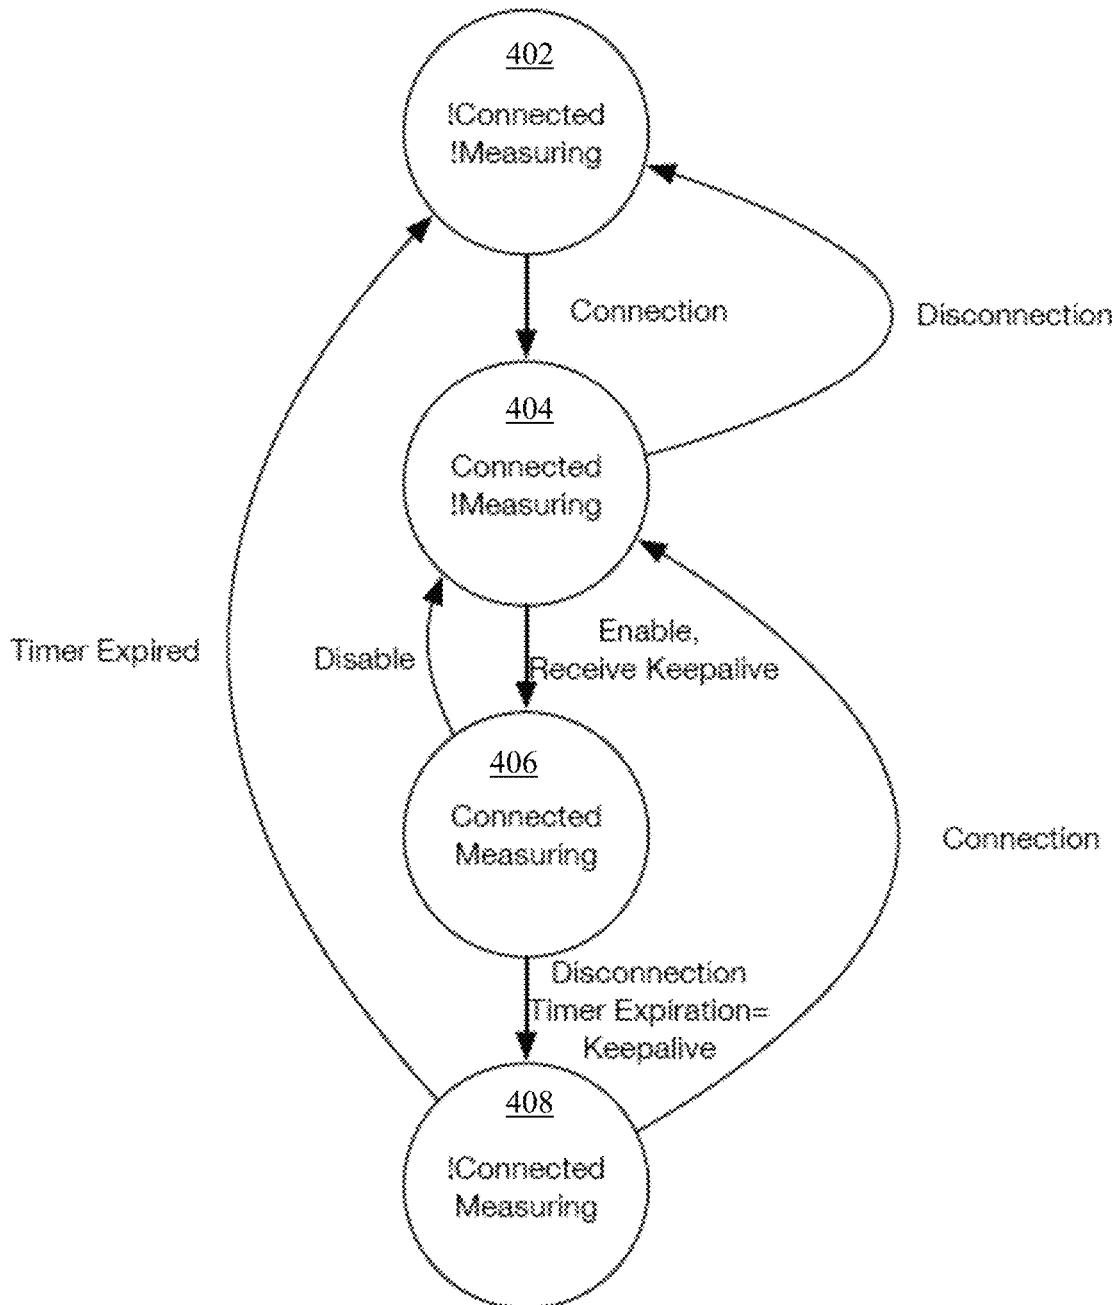 402
!Connected
!Measuring
Connection
Disconnection
404
Connected
!Measuring
Timer Expired
Disable
Enable,
Receive Keepalive
406
Connected
Measuring
Connection
Disconnection
Timer Expiration=
Keepalive
408
!Connected
Measuring